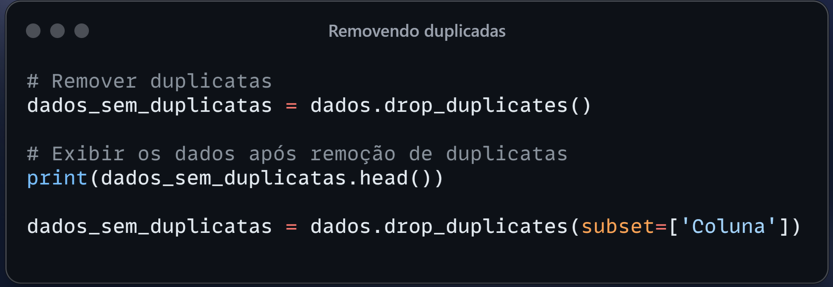 Removendo duplicadas
# Remover duplicatas
dados_sem_duplicatas = dados.drop_duplicates()
# Exibir os dados após remoção de duplicatas
print(dados_sem_duplicatas.head())
dados_sem_duplicatas = dados.drop_duplicates(subset=['Coluna'])